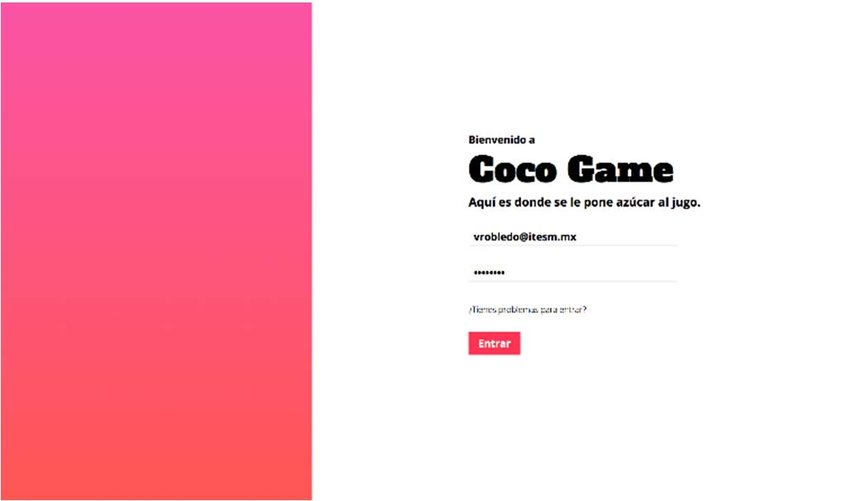 Bienvenido a
Coco Game
Aquí es donde se le pone azúcar al jugo.
vrobledo@itesm.mx
••••••••
¿Tienes problemas para entrar?
Entrar